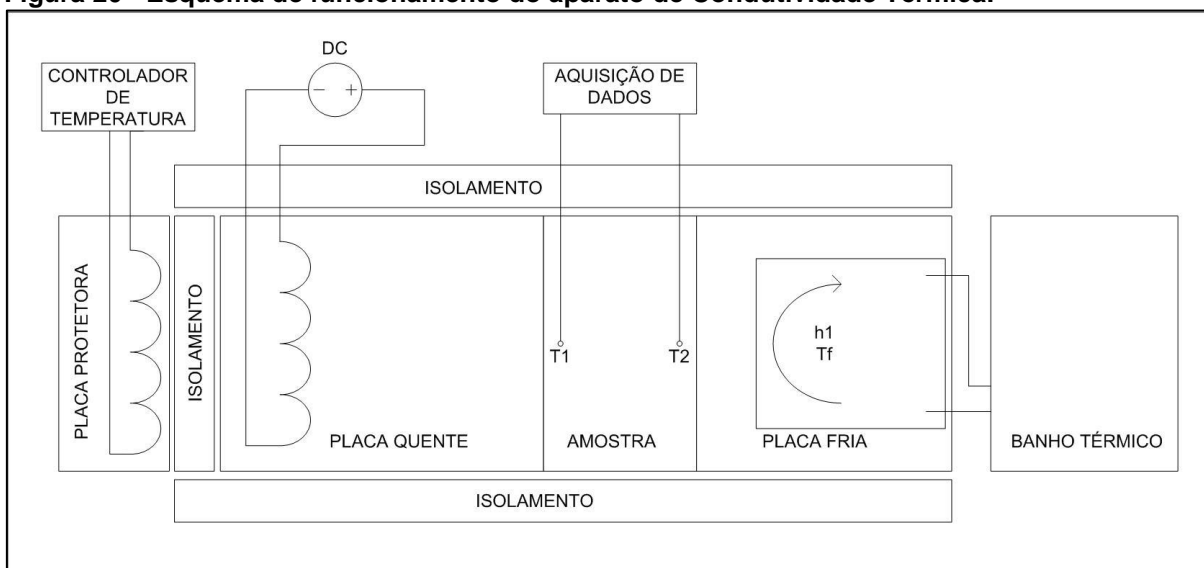 Figura 20 - Esquema de funcionamento do aparato de Condutividade Térmica.
DC
CONTROLADOR
DE
TEMPERATURA
AQUISIÇÃO DE
DADOS
ISOLAMENTO
PLACA PROTETORA
ISOLAMENTO
T1
T2
h1
Tf
PLACA QUENTE
AMOSTRA
PLACA FRIA
BANHO TÉRMICO
ISOLAMENTO